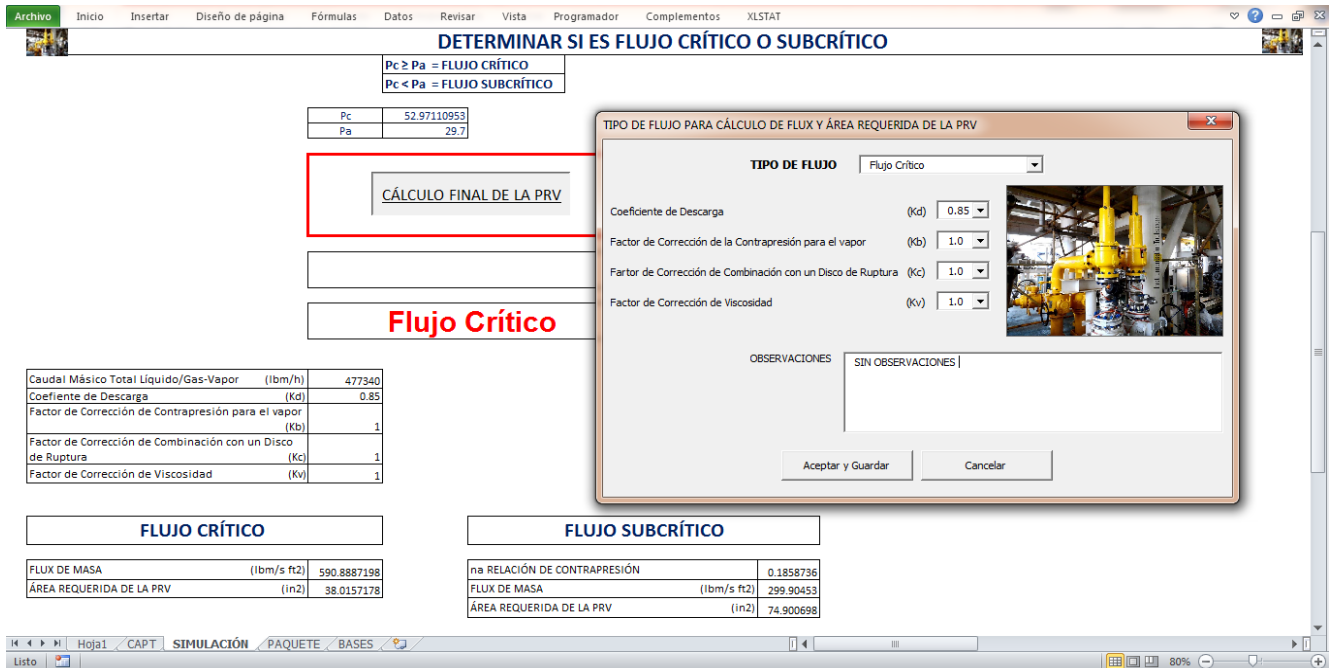 Archivo Inicio Insertar Diseño de página Fórmulas Datos Revisar Vista Programador Complementos XLSTAT
DETERMINAR SI ES FLUJO CRÍTICO O SUBCRÍTICO
Pc ≥ Pa = FLUJO CRÍTICO
Pc < Pa = FLUJO SUBCRÍTICO
Pc 52.97110953
Pa 29.7
CÁLCULO FINAL DE LA PRV
Flujo Crítico
TIPO DE FLUJO PARA CÁLCULO DE FLUX Y ÁREA REQUERIDA DE LA PRV
TIPO DE FLUJO Flujo Crítico
Coeficiente de Descarga (Kd) 0.85
Factor de Corrección de la Contrapresión para el vapor (Kb) 1.0
Fartor de Corrección de Combinación con un Disco de Ruptura (Kc) 1.0
Factor de Corrección de Viscosidad (Kv) 1.0
OBSERVACIONES SIN OBSERVACIONES
Aceptar y Guardar Cancelar
Caudal Másico Total Líquido/Gas-Vapor (lbm/h) 477340
Coefiente de Descarga (Kd) 0.85
Factor de Corrección de Contrapresión para el vapor
(Kb) 1
Factor de Corrección de Combinación con un Disco
de Ruptura (Kc) 1
Factor de Corrección de Viscosidad (Kv) 1
FLUJO CRÍTICO
FLUX DE MASA (lbm/s ft2) 590.8887198
ÁREA REQUERIDA DE LA PRV (in2) 38.0157178
FLUJO SUBCRÍTICO
na RELACIÓN DE CONTRAPRESIÓN 0.1858736
FLUX DE MASA (lbm/s ft2) 299.90453
ÁREA REQUERIDA DE LA PRV (in2) 74.900698
Hoja1 CAPT SIMULACIÓN PAQUETE BASES
Listo 80%